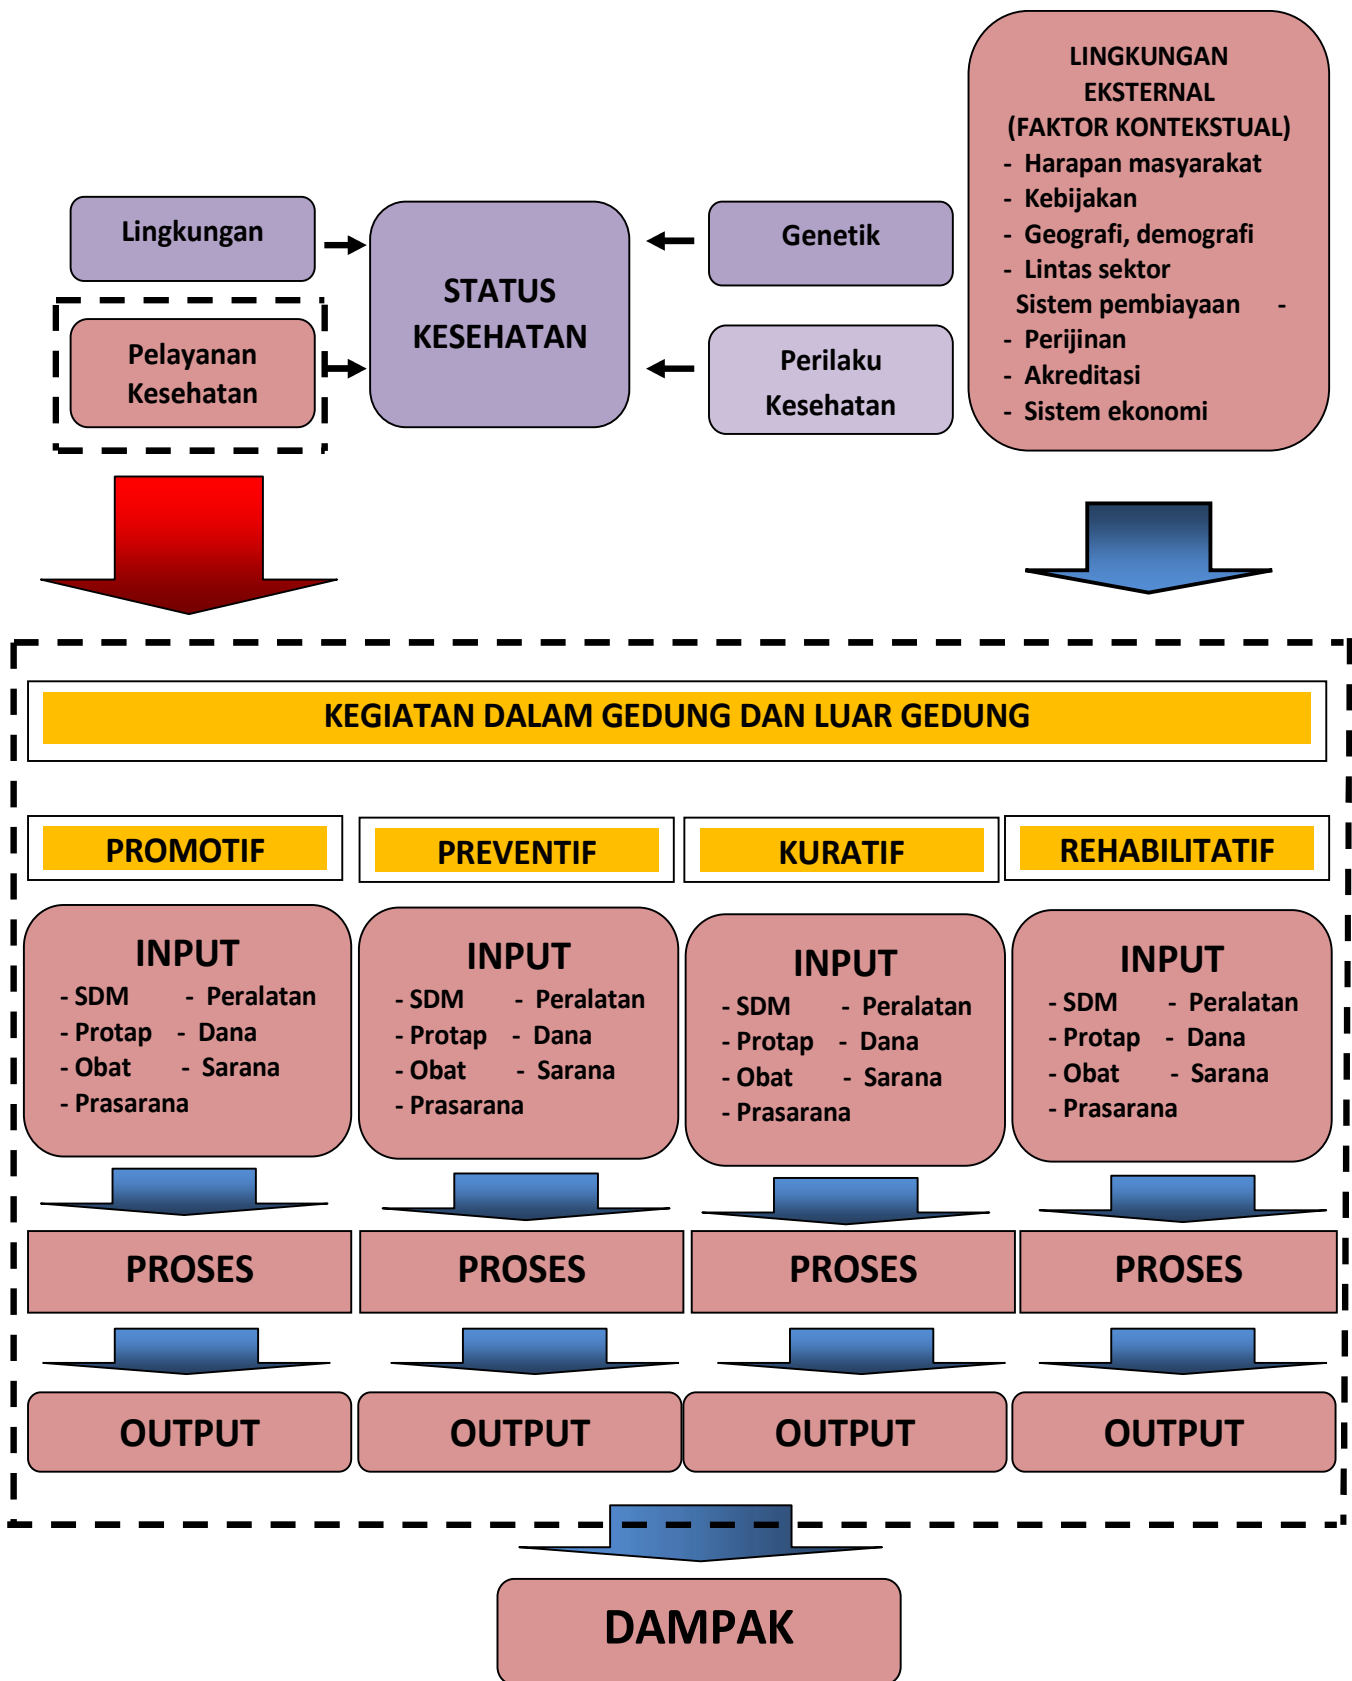 LINGKUNGAN
EKSTERNAL
(FAKTOR KONTEKSTUAL)
- Harapan masyarakat
- Kebijakan
- Geografi, demografi
- Lintas sektor
Sistem pembiayaan -
- Perijinan
- Akreditasi
- Sistem ekonomi
Lingkungan
Pelayanan
Kesehatan
STATUS
KESEHATAN
Genetik
Perilaku
Kesehatan
KEGIATAN DALAM GEDUNG DAN LUAR GEDUNG
PROMOTIF
PREVENTIF
KURATIF
REHABILITATIF
INPUT
- SDM - Peralatan
- Protap - Dana
- Obat - Sarana
- Prasarana
INPUT
- SDM - Peralatan
- Protap - Dana
- Obat - Sarana
- Prasarana
INPUT
- SDM - Peralatan
- Protap - Dana
- Obat - Sarana
- Prasarana
INPUT
- SDM - Peralatan
- Protap - Dana
- Obat - Sarana
- Prasarana
PROSES
PROSES
PROSES
PROSES
OUTPUT
OUTPUT
OUTPUT
OUTPUT
DAMPAK